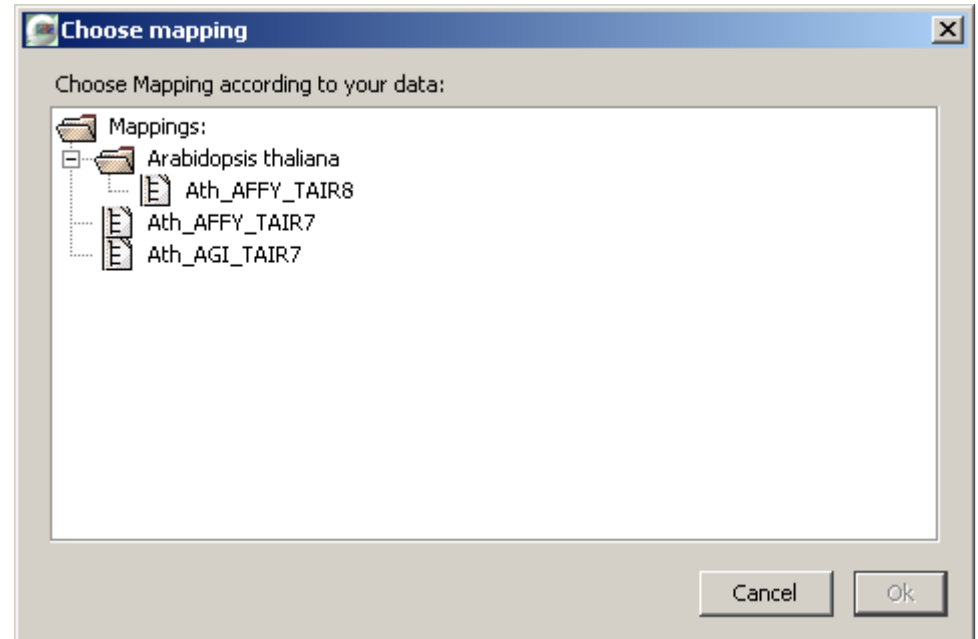 Choose mapping
Choose Mapping according to your data:
Mappings:
Arabidopsis thaliana
Ath_AFFY_TAIR8
Ath_AFFY_TAIR7
Ath_AGI_TAIR7
Cancel Ok